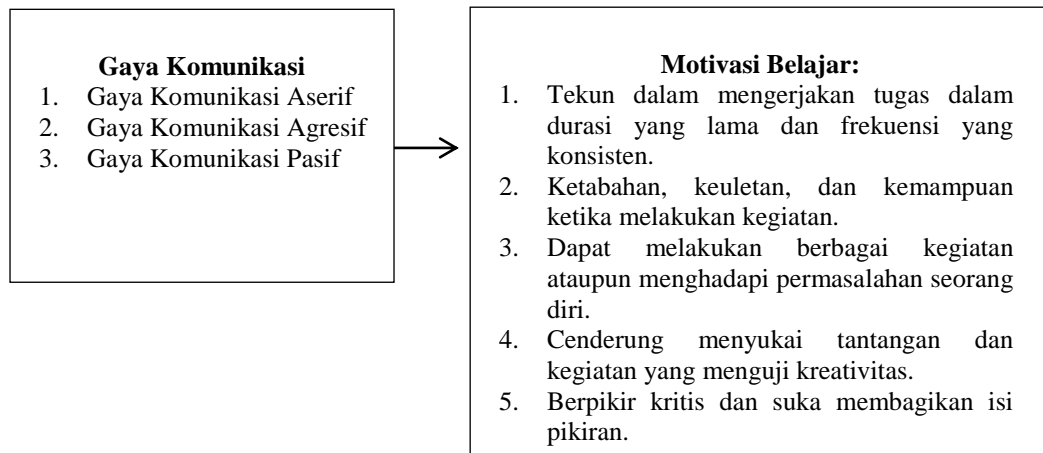 Gaya Komunikasi
1. Gaya Komunikasi Aserif
2. Gaya Komunikasi Agresif
3. Gaya Komunikasi Pasif
Motivasi Belajar:
1. Tekun dalam mengerjakan tugas dalam
durasi yang lama dan frekuensi yang
konsisten.
2. Ketabahan, keuletan, dan kemampuan
ketika melakukan kegiatan.
3. Dapat melakukan berbagai kegiatan
ataupun menghadapi permasalahan seorang
diri.
4. Cenderung menyukai tantangan dan
kegiatan yang menguji kreativitas.
5. Berpikir kritis dan suka membagikan isi
pikiran.